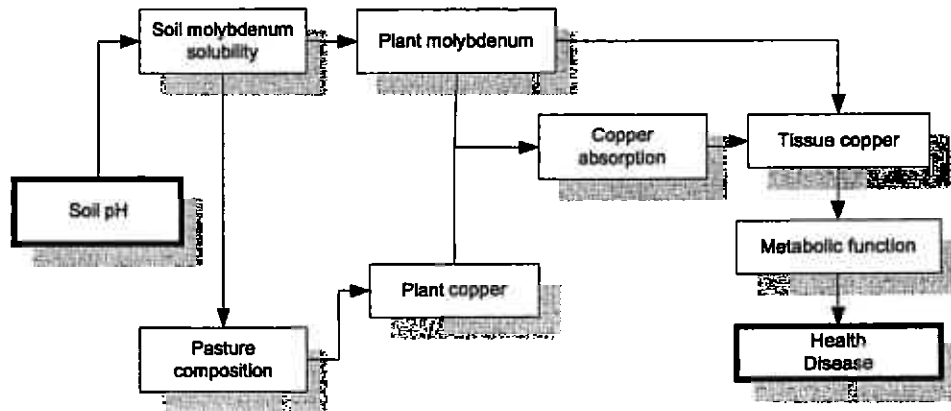 Soil molybdenum
solubility
Plant molybdenum
Copper
absorption
Tissue copper
Soil pH
Metabolic function
Plant copper
Pasture
composition
Health
Disease